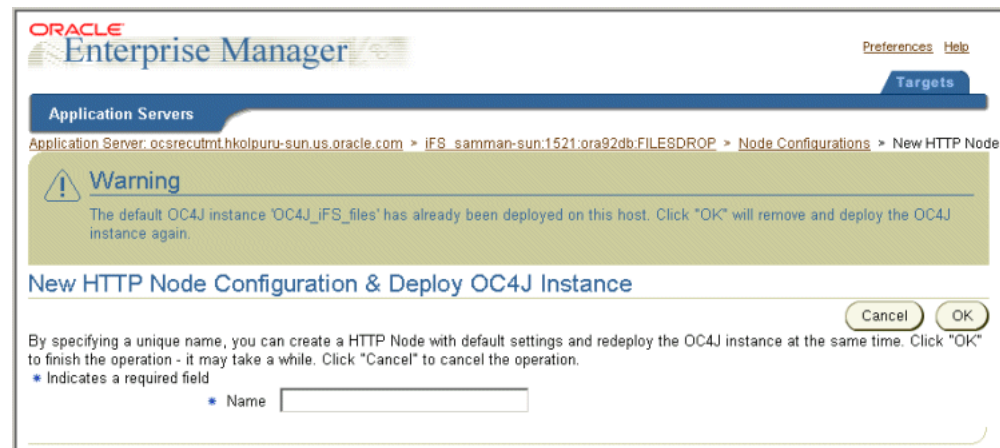 ORACLE
Enterprise Manager
Preferences Help
Targets
Application Servers
Application Server: ocsrecutmt.hkolpuru-sun.us.oracle.com > iFS_samman-sun:1521:ora92db:FILESDROP > Node Configurations > New HTTP Node
Warning
The default OC4J instance 'OC4J_iFS_files' has already been deployed on this host. Click "OK" will remove and deploy the OC4J
instance again.
New HTTP Node Configuration & Deploy OC4J Instance
Cancel OK
By specifying a unique name, you can create a HTTP Node with default settings and redeploy the OC4J instance at the same time. Click "OK"
to finish the operation - it may take a while. Click "Cancel" to cancel the operation.
* Indicates a required field
* Name